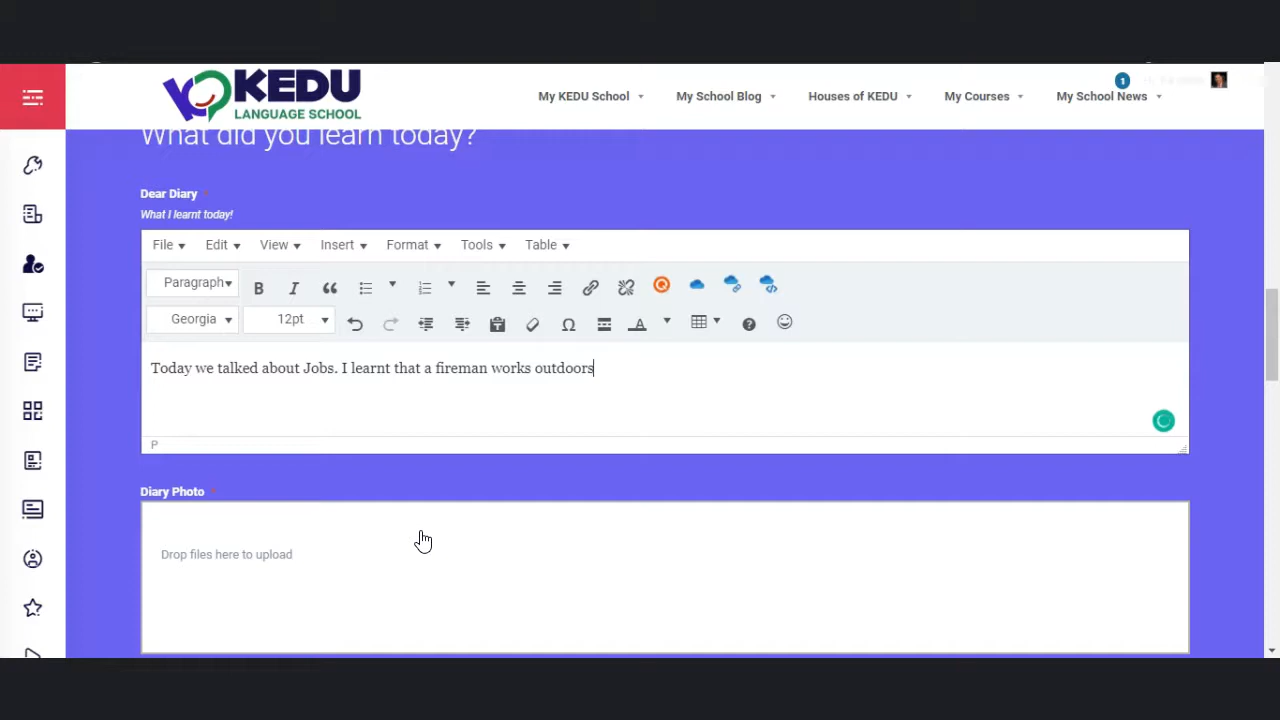 KEDU
LANGUAGE SCHOOL
My KEDU School
My School Blog
Houses of KEDU
My Courses
My School News
1
What did you learn today?
Dear Diary *
What I learnt today!
File Edit View Insert Format Tools Table
Paragraph
B I
Georgia 12pt
Today we talked about Jobs. I learnt that a fireman works outdoors
P
Diary Photo *
Drop files here to upload